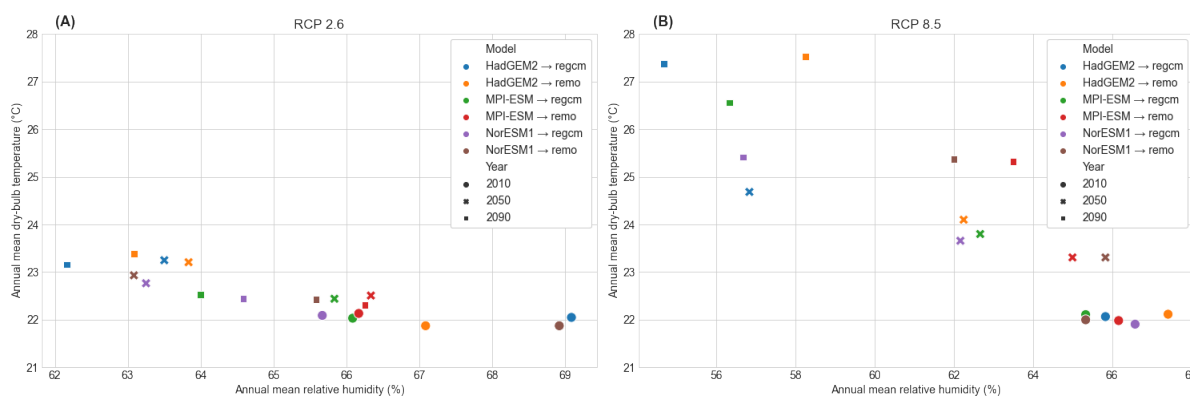 (A)
RCP 2.6
28
27
26
25
24
23
22
21
Annual mean dry-bulb temperature (°C)
62
63
64
65
66
67
68
69
Annual mean relative humidity (%)
Model
HadGEM2 → regcm
HadGEM2 → remo
MPI-ESM → regcm
MPI-ESM → remo
NorESM1 → regcm
NorESM1 → remo
Year
2010
2050
2090
(B)
RCP 8.5
28
27
26
25
24
23
22
21
Annual mean dry-bulb temperature (°C)
56
58
60
62
64
66
Annual mean relative humidity (%)
Model
HadGEM2 → regcm
HadGEM2 → remo
MPI-ESM → regcm
MPI-ESM → remo
NorESM1 → regcm
NorESM1 → remo
Year
2010
2050
2090